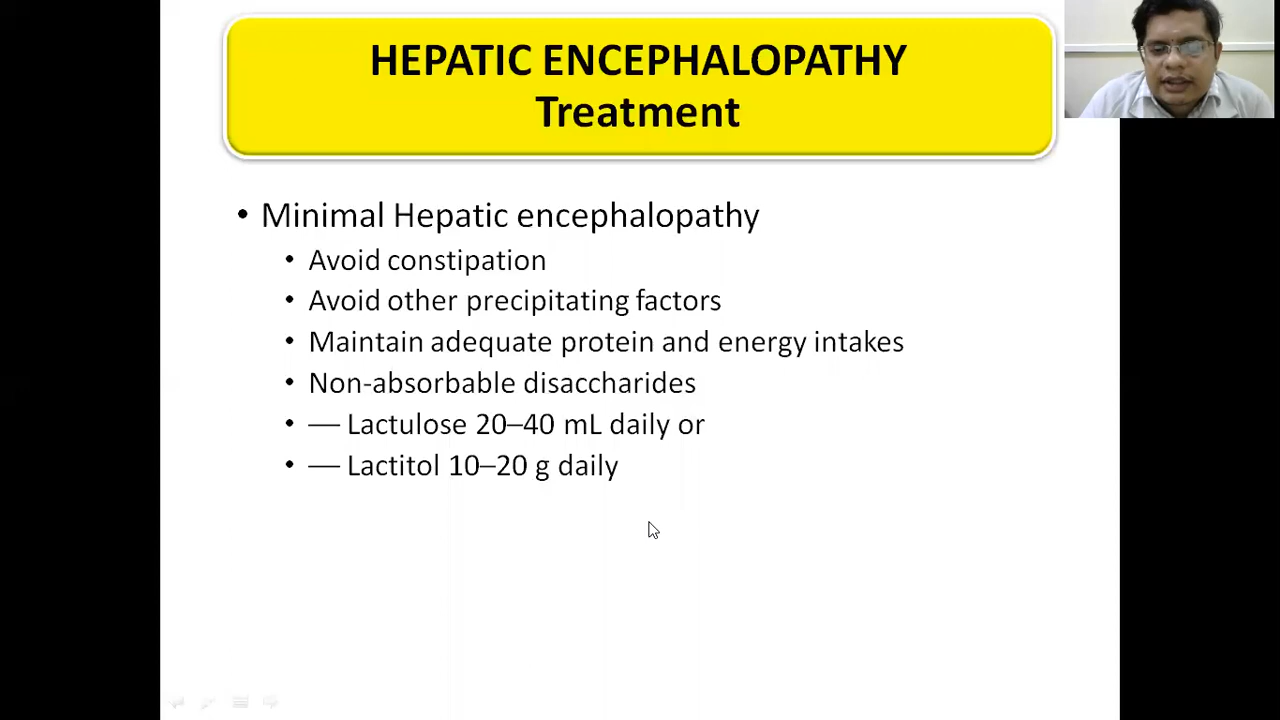 HEPATIC ENCEPHALOPATHY
Treatment
• Minimal Hepatic encephalopathy
• Avoid constipation
• Avoid other precipitating factors
• Maintain adequate protein and energy intakes
• Non-absorbable disaccharides
• — Lactulose 20–40 mL daily or
• — Lactitol 10–20 g daily